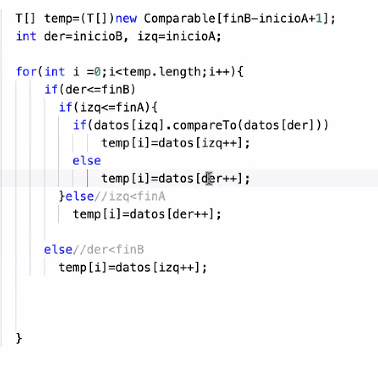 T[] temp=(T[])new Comparable[finB-inicioA+1];
int der=inicioB, izq=inicioA;
for(int i =0;i<temp.length;i++){
if(der<=finB)
if(izq<=finA){
if(datos[izq].compareTo(datos[der]))
temp[i]=datos[izq++];
else
temp[i]=datos[der++];
}else//izq<finA
temp[i]=datos[der++];
else//der<finB
temp[i]=datos[izq++];
}